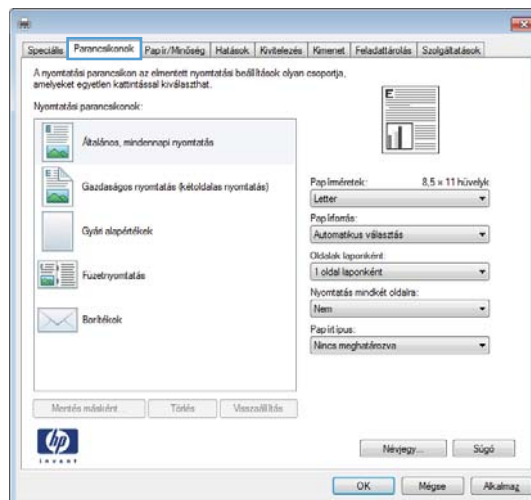 Speciális Parancsikonok Papír/Minőség Hatások Kivitelezés Kimenet Feladattárolás Szolgáltatások
A nyomtatási parancsikon az elmentett nyomtatási beállítások olyan csoportja,
amelyeket egyetlen kattintással kiválaszthat.
Nyomtatási parancsikonok:
Általános, mindennapi nyomtatás
Gazdaságos nyomtatás (kétoldalas nyomtatás)
Gyári alapértékek
Füzetnyomtatás
Borítékok
Mentés másként...
Törlés
Visszaállítás
E
Papírméretek: 8,5 × 11 hüvelyk
Letter
Papírforrás:
Automatikus választás
Oldalak laponként:
1 oldal laponként
Nyomtatás mindkét oldalra:
Nem
Papírtípus:
Nincs meghatározva
hp
invent
Névjegy...
Súgó
OK
Mégse
Alkalmaz